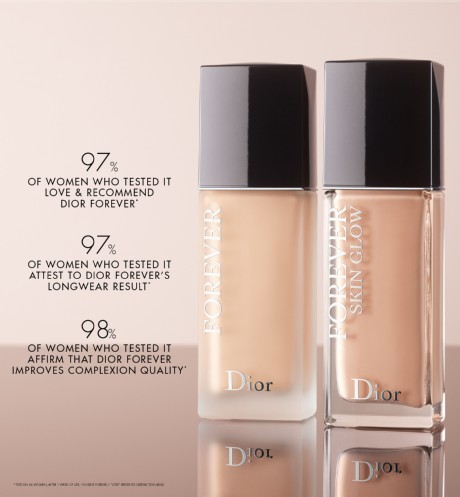 97%
OF WOMEN WHO TESTED IT
LOVE & RECOMMEND
DIOR FOREVER*
97%
OF WOMEN WHO TESTED IT
ATTEST TO DIOR FOREVER'S
LONGWEAR RESULT*
98%
OF WOMEN WHO TESTED IT
AFFIRM THAT DIOR FOREVER
IMPROVES COMPLEXION QUALITY*
FOREVER
Dior
FOREVER
SKIN GLOW
Dior